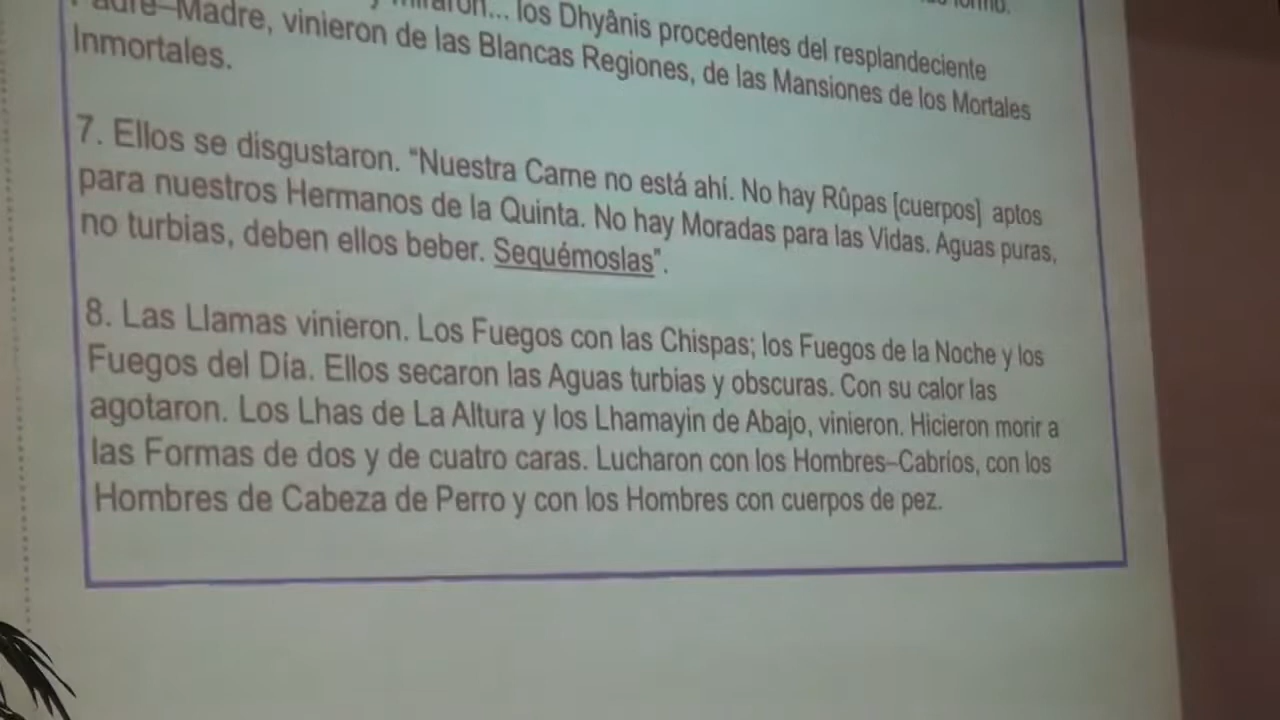 los Dhyânis procedentes del resplandeciente
Padre–Madre, vinieron de las Blancas Regiones, de las Mansiones de los Mortales
Inmortales.
7. Ellos se disgustaron. “Nuestra Carne no está ahí. No hay Rûpas [cuerpos] aptos
para nuestros Hermanos de la Quinta. No hay Moradas para las Vidas. Aguas puras,
no turbias, deben ellos beber. Sequémoslas”.
8. Las Llamas vinieron. Los Fuegos con las Chispas; los Fuegos de la Noche y los
Fuegos del Día. Ellos secaron las Aguas turbias y obscuras. Con su calor las
agotaron. Los Lhas de La Altura y los Lhamayin de Abajo, vinieron. Hicieron morir a
las Formas de dos y de cuatro caras. Lucharon con los Hombres–Cabríos, con los
Hombres de Cabeza de Perro y con los Hombres con cuerpos de pez.